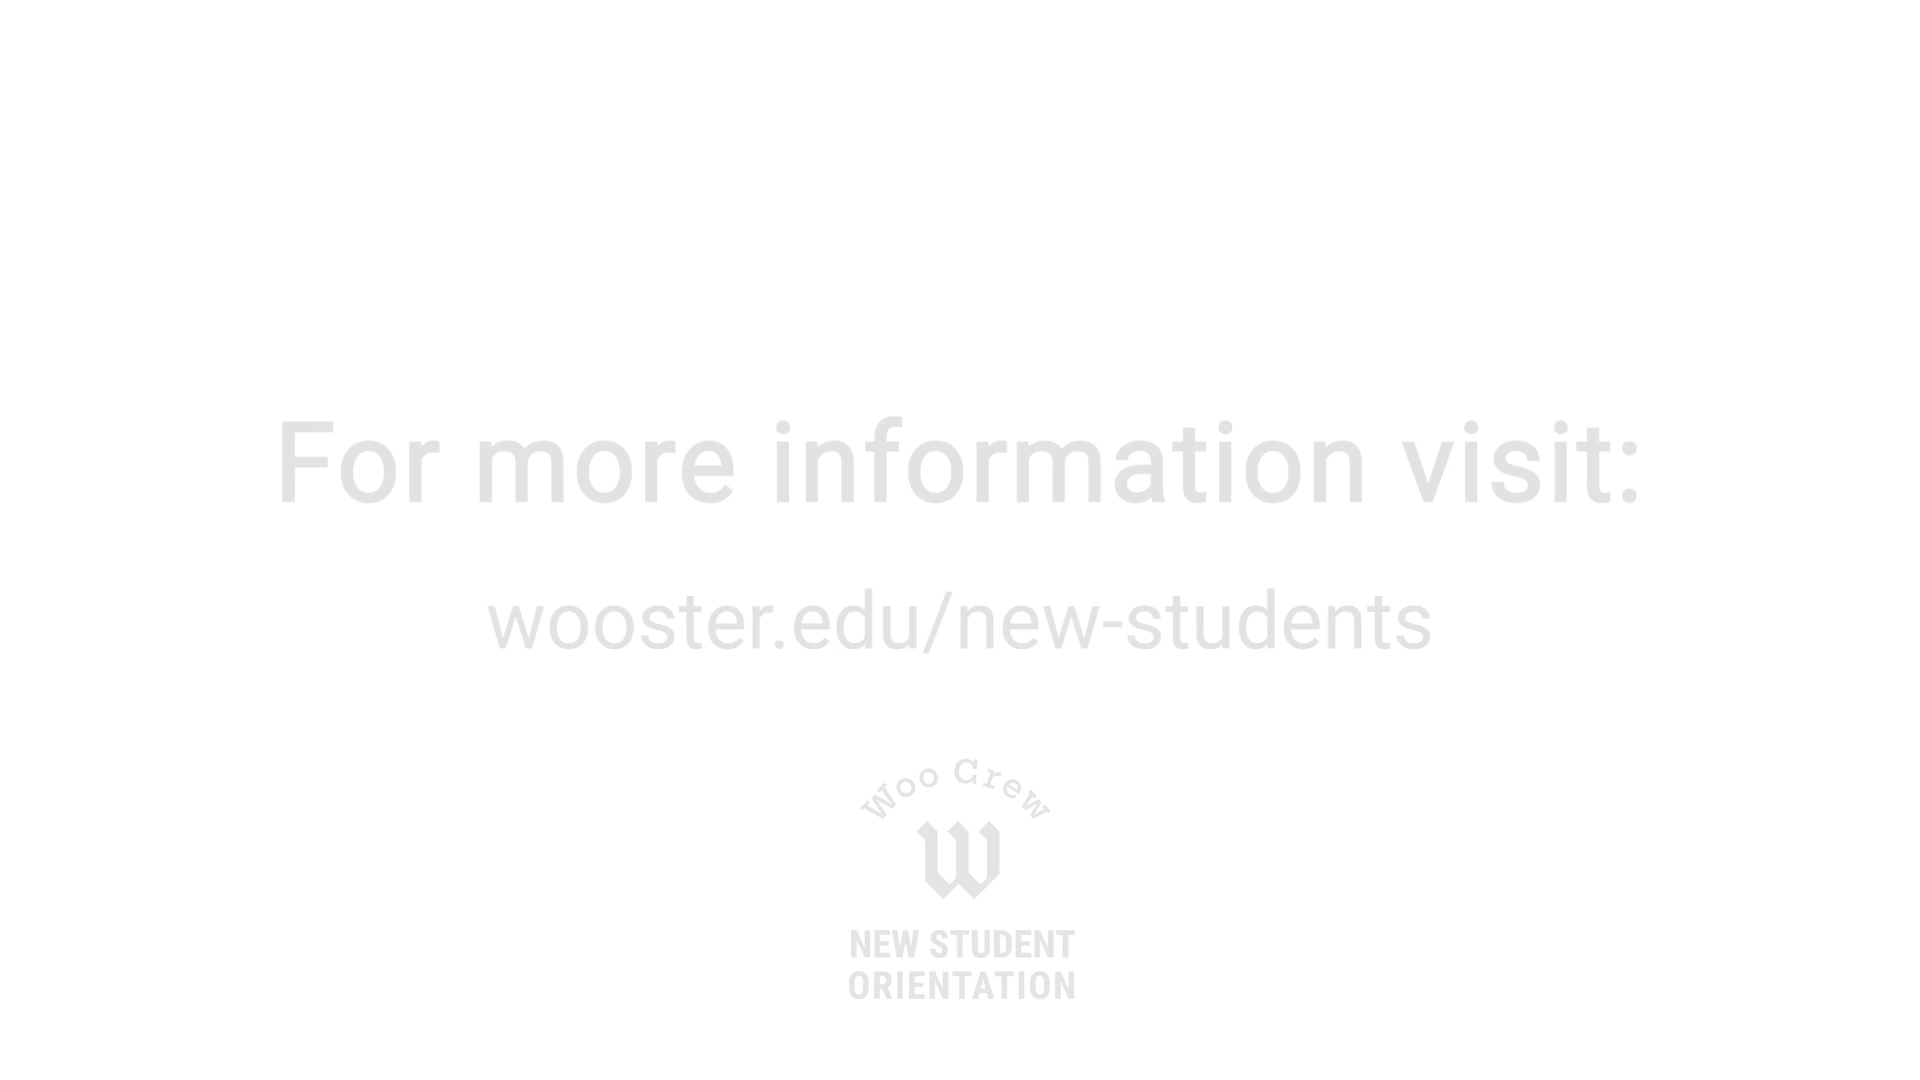 For more information visit:
wooster.edu/new-students
Woo Crew
W
NEW STUDENT
ORIENTATION